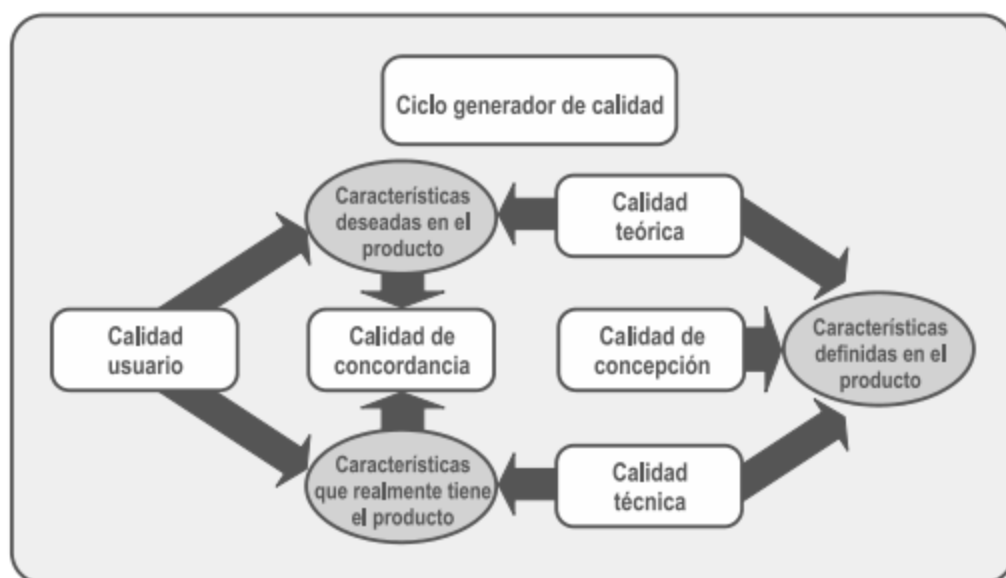 Ciclo generador de calidad
Características
deseadas en el
producto
Calidad
teórica
Calidad
usuario
Calidad de
concordancia
Calidad de
concepción
Características
definidas en el
producto
Características
que realmente tiene
el producto
Calidad
técnica